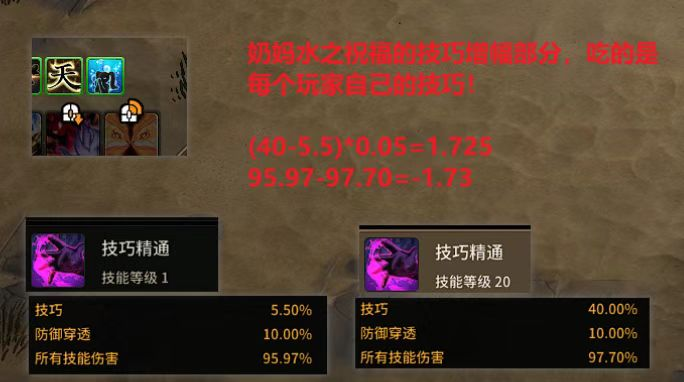 奶妈水之祝福的技巧增幅部分，吃的是
每个玩家自己的技巧！
(40-5.5)*0.05=1.725
95.97-97.70=-1.73
技巧精通
技能等级 1
技巧 5.50%
防御穿透 10.00%
所有技能伤害 95.97%
技巧精通
技能等级 20
技巧 40.00%
防御穿透 10.00%
所有技能伤害 97.70%